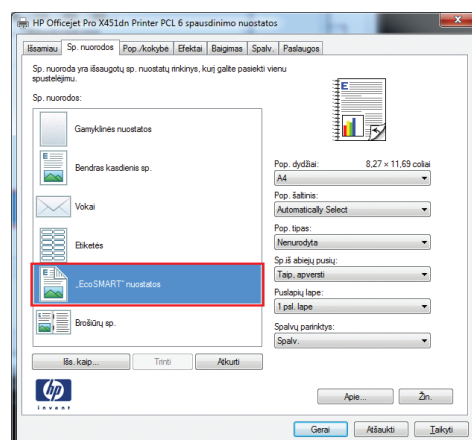 HP Officejet Pro X451dn Printer PCL 6 spausdinimo nuostatos
Išsamiau Sp. nuorodos Pop./kokybė Efektai Baigimas Spalv. Paslaugos
Sp. nuoroda yra išsaugotų sp. nuostatų rinkinys, kurį galite pasiekti vienu
spustelėjimu.
Sp. nuorodos:
Gamyklinės nuostatos
Bendras kasdienis sp.
Vokai
Etiketės
„EcoSMART“ nuostatos
Brošiūrų sp.
Išs. kaip... Trinti Atkurti
Pop. dydžiai: 8,27 × 11,69 coliai
A4
Pop. šaltinis:
Automatically Select
Pop. tipas:
Nenurodyta
Sp iš abiejų pusių:
Taip, apversti
Puslapių lape:
1 psl. lape
Spalvų parinktys:
Spalv.
hp
invent
Apie... Žin.
Gerai Atšaukti Taikyti